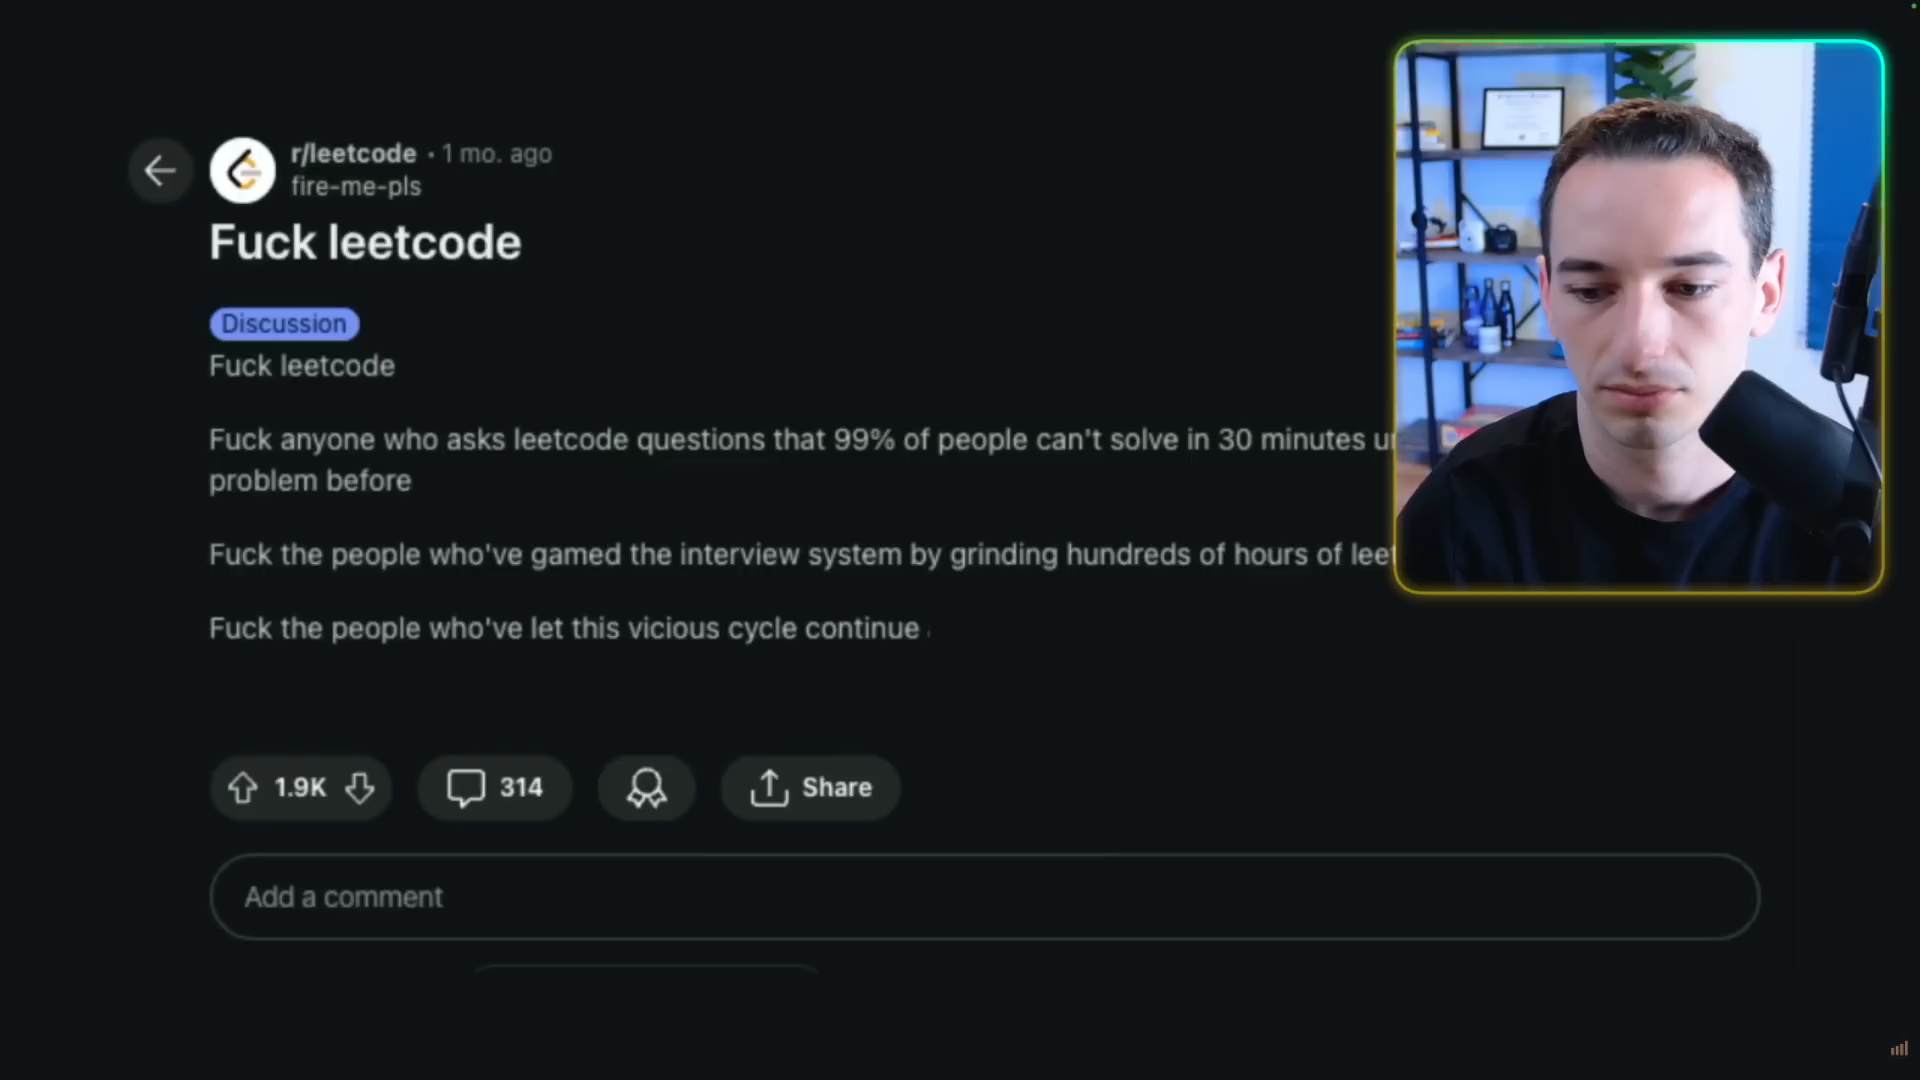 r/leetcode • 1 mo. ago
fire-me-pls
Fuck leetcode
Discussion
Fuck leetcode
Fuck anyone who asks leetcode questions that 99% of people can't solve in 30 minutes
problem before
Fuck the people who've gamed the interview system by grinding hundreds of hours of
Fuck the people who've let this vicious cycle continue
1.9K
314
Share
Add a comment